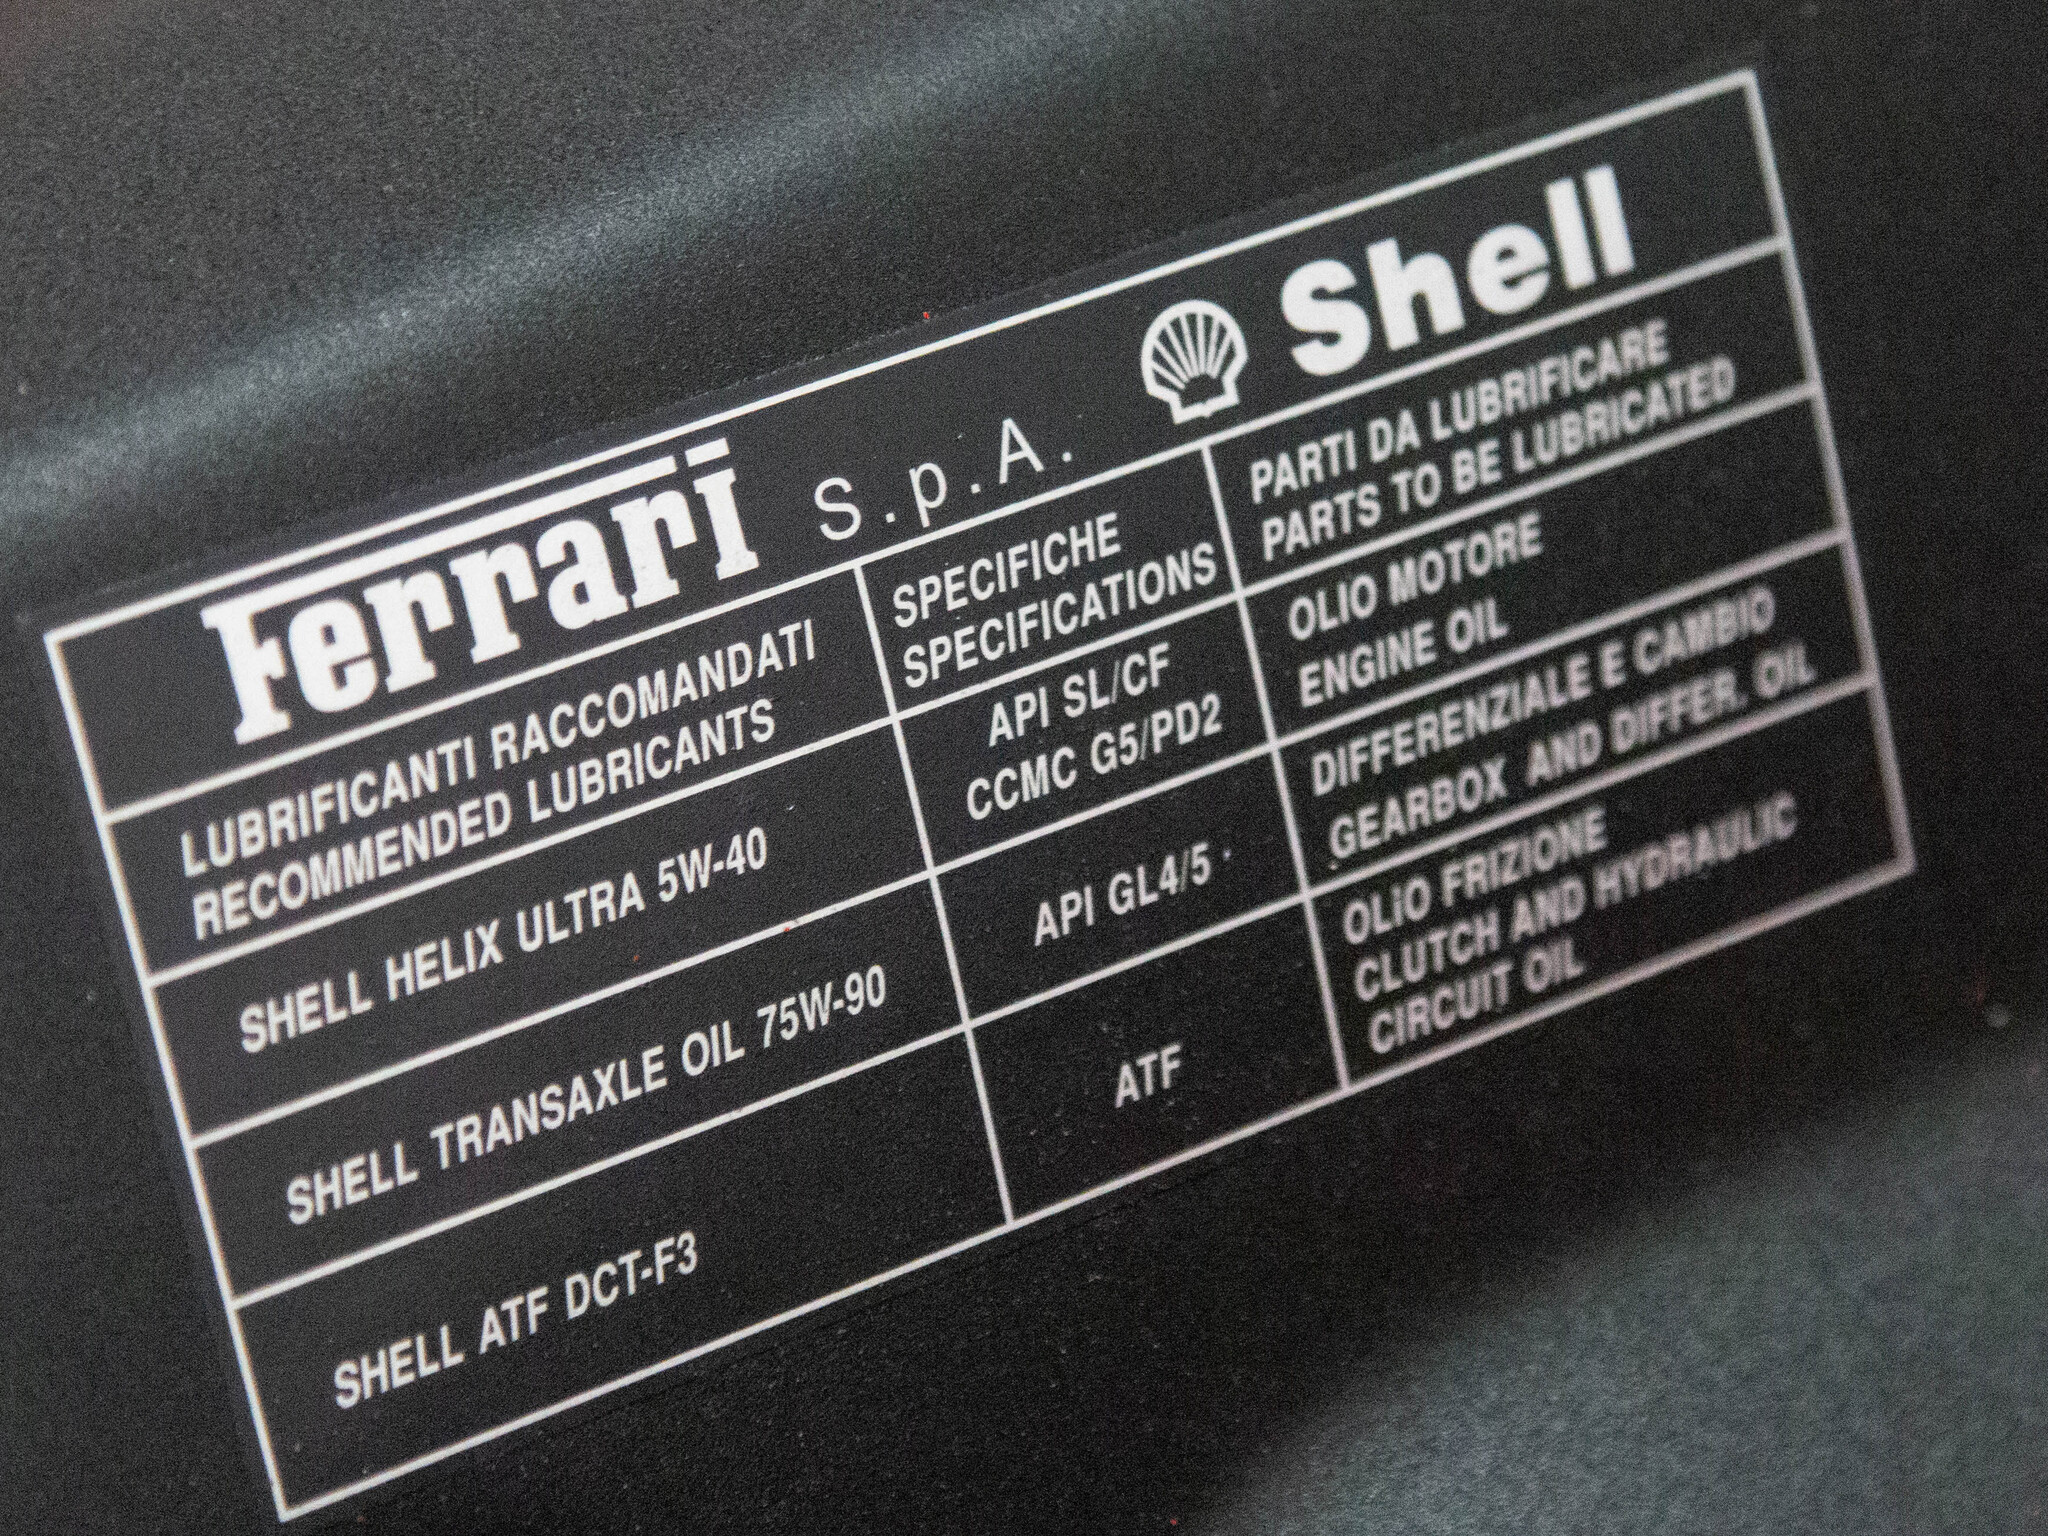 Ferrari S.p.A. Shell
LUBRIFICANTI RACCOMANDATI
RECOMMENDED LUBRICANTS
SPECIFICHE
SPECIFICATIONS
PARTI DA LUBRIFICARE
PARTS TO BE LUBRICATED
SHELL HELIX ULTRA 5W-40
API SL/CF
CCMC G5/PD2
OLIO MOTORE
ENGINE OIL
SHELL TRANSAXLE OIL 75W-90
API GL4/5
DIFFERENZIALE E CAMBIO
GEARBOX AND DIFFER. OIL
SHELL ATF DCT-F3
ATF
OLIO FRIZIONE
CLUTCH AND HYDRAULIC
CIRCUIT OIL